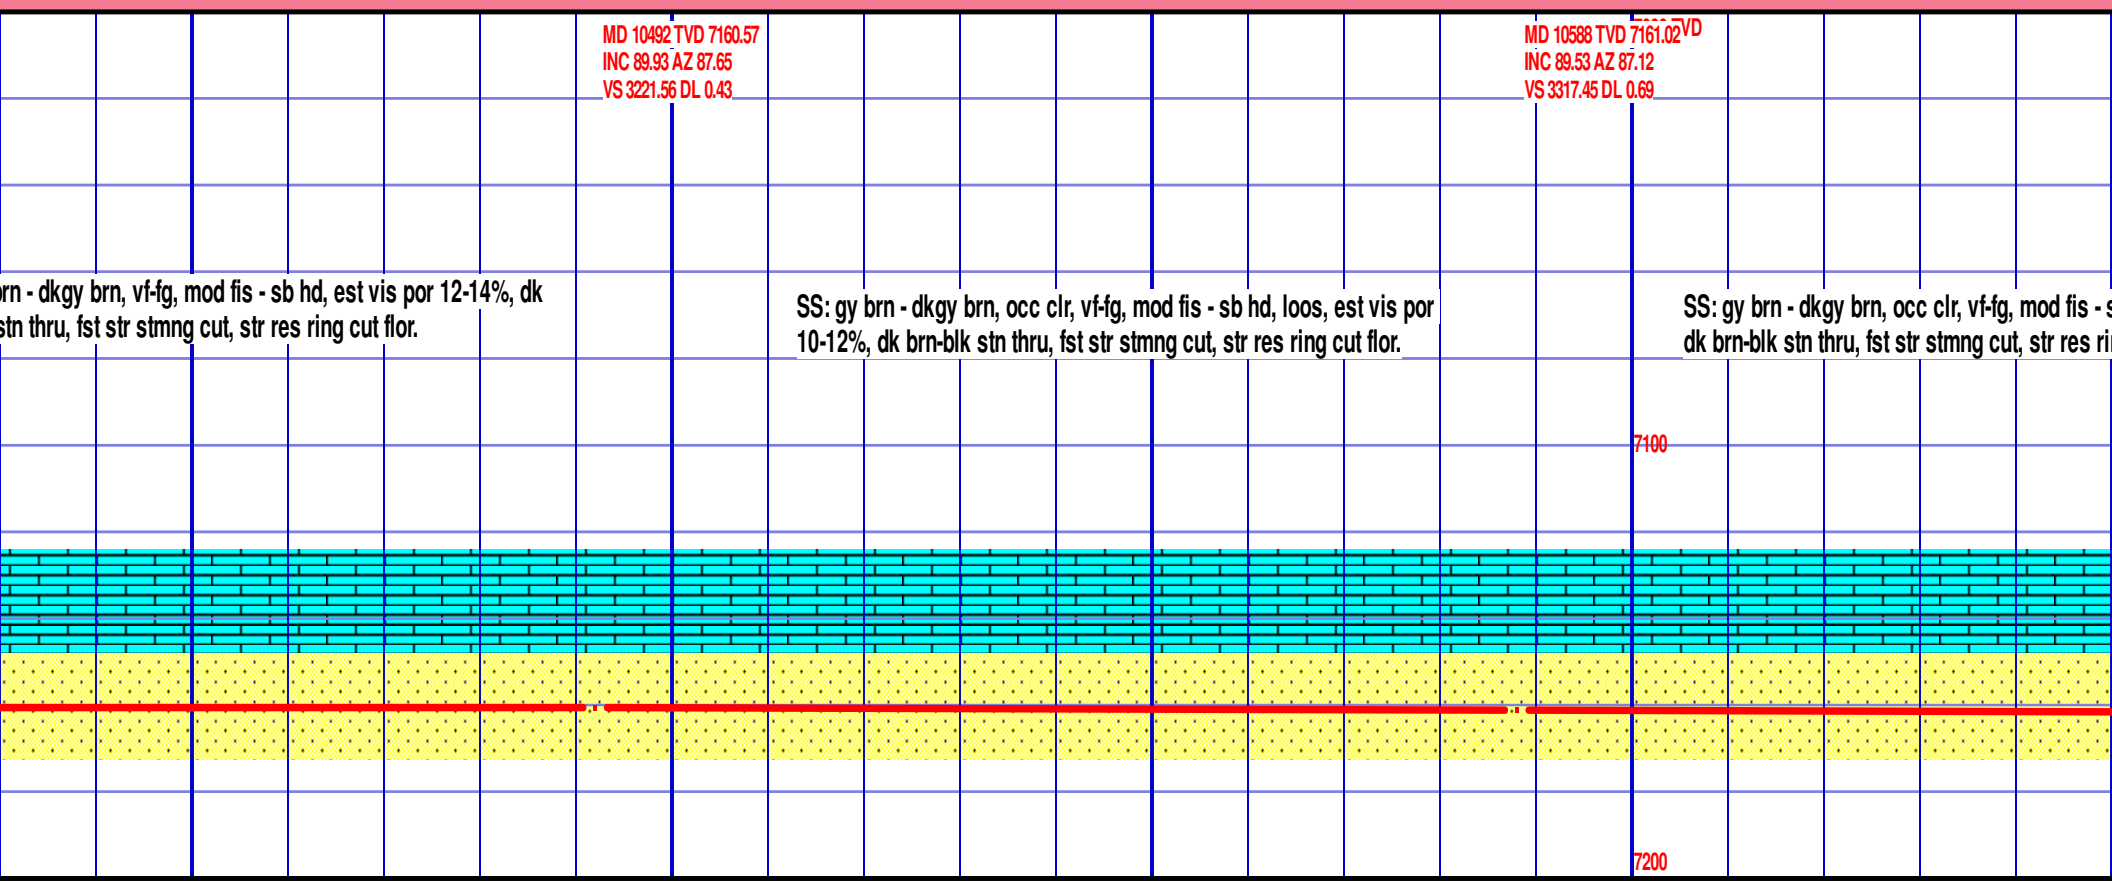 MD 10492 TVD 7160.57
INC 89.93 AZ 87.65
VS 3221.56 DL 0.43
MD 10588 TVD 7161.02
TVD
INC 89.53 AZ 87.12
VS 3317.45 DL 0.69
brn - dkgy brn, vf-fg, mod fis - sb hd, est vis por 12-14%, dk
stn thru, fst str stmng cut, str res ring cut flor.
SS: gy brn - dkgy brn, occ clr, vf-fg, mod fis - sb hd, loos, est vis por
10-12%, dk brn-blk stn thru, fst str stmng cut, str res ring cut flor.
SS: gy brn - dkgy brn, occ clr, vf-fg, mod fis - s
dk brn-blk stn thru, fst str stmng cut, str res
7100
7200